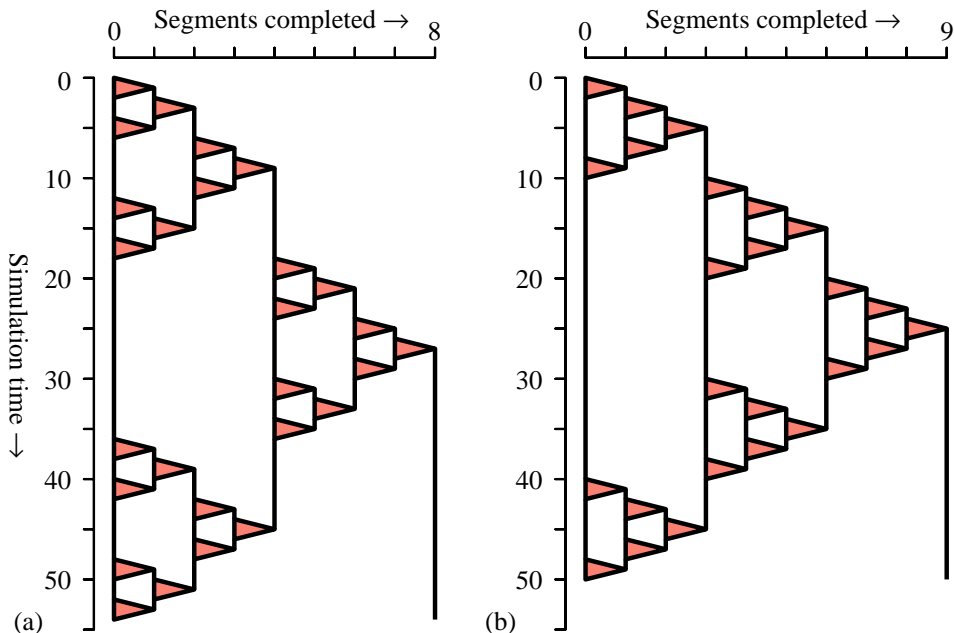 Segments completed →
0 8
Segments completed →
0 9
0
10
20
30
40
50
Simulation time →
(a)
0
10
20
30
40
50
(b)